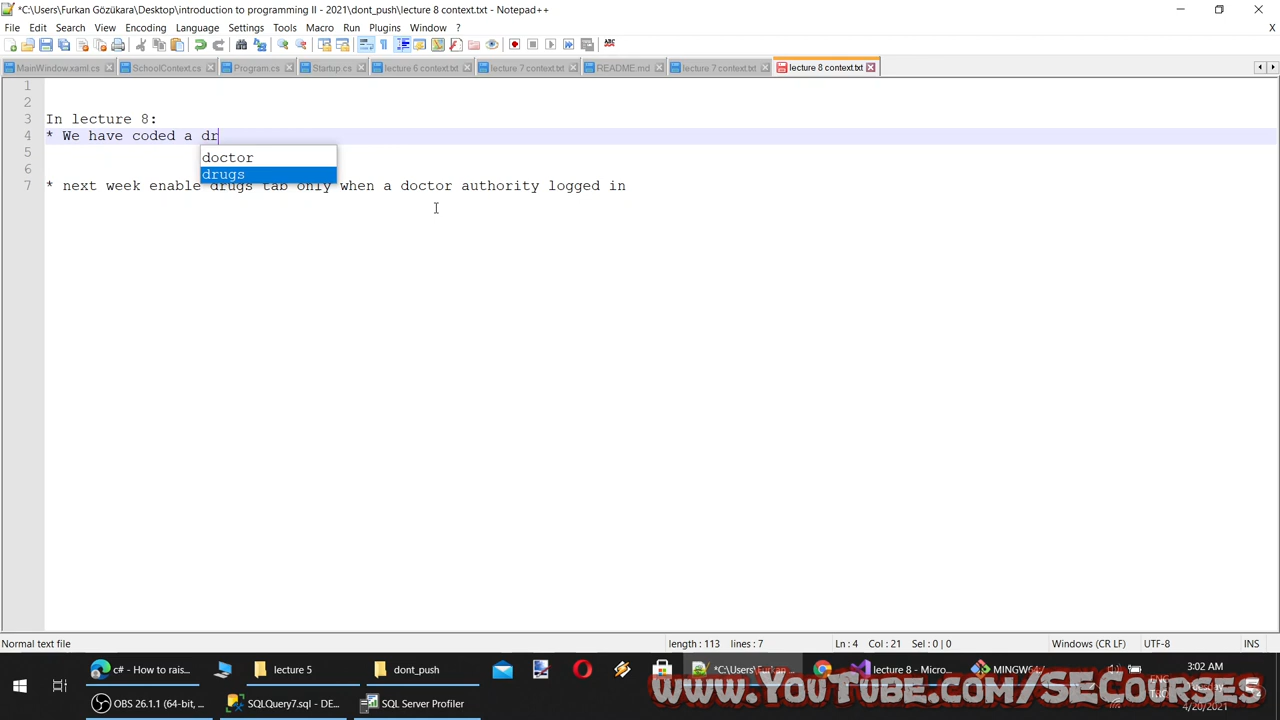 *C:\Users\Furkan Gözükara\Desktop\introduction to programming II - 2021\dont_push\lecture 8 context.txt - Notepad++
File Edit Search View Encoding Language Settings Tools Macro Run Plugins Window ? X
MainWindow.xaml.cs SchoolContext.cs Program.cs Startup.cs lecture 6 context.txt lecture 7 context.txt README.md lecture 7 context.txt lecture 8 context.txt
1
2
3 In lecture 8:
4 * We have coded a dr
5 doctor
6 drugs
7 * next week enable drugs tab only when a doctor authority logged in
Normal text file length : 113 lines : 7 Ln : 4 Col : 21 Sel : 0 | 0 Windows (CR LF) UTF-8 INS
c# - How to rais... lecture 5 dont_push *C:\Users\Furkan lecture 8 - Micro... MINGW64:/ 3:02 AM
OBS 26.1.1 (64-bit, ... SQLQuery7.sql - DE... SQL Server Profiler 4/20/2021
www.YouTube.com/SECourses